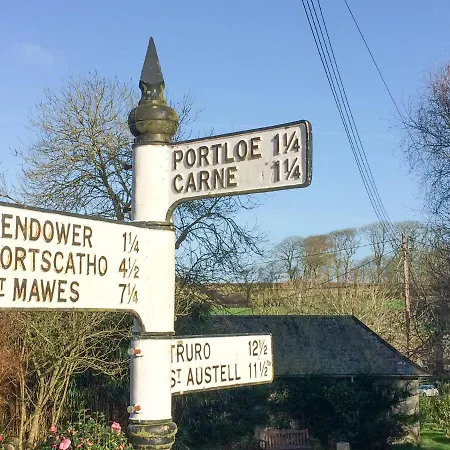 PORTLOE 1¼
CARNE 1¼
ENDOWER 1¼
ORTSCATHO 4½
T MAWES 7¼
TRURO 12½
ST AUSTELL 11½